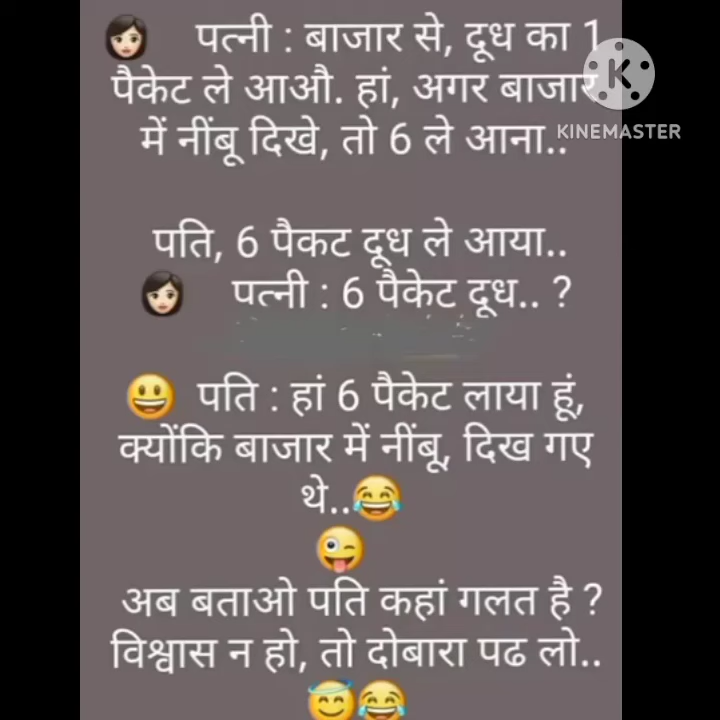 पत्नी : बाजार से, दूध का 1
पैकेट ले आऔ. हां, अगर बाजार
में नींबू दिखे, तो 6 ले आना..
KINEMASTER
पति, 6 पैकट दूध ले आया..
पत्नी : 6 पैकेट दूध.. ?
पति : हां 6 पैकेट लाया हूं,
क्योंकि बाजार में नींबू, दिख गए
थे..😂
😜
अब बताओ पति कहां गलत है ?
विश्वास न हो, तो दोबारा पढ लो..
😇😂